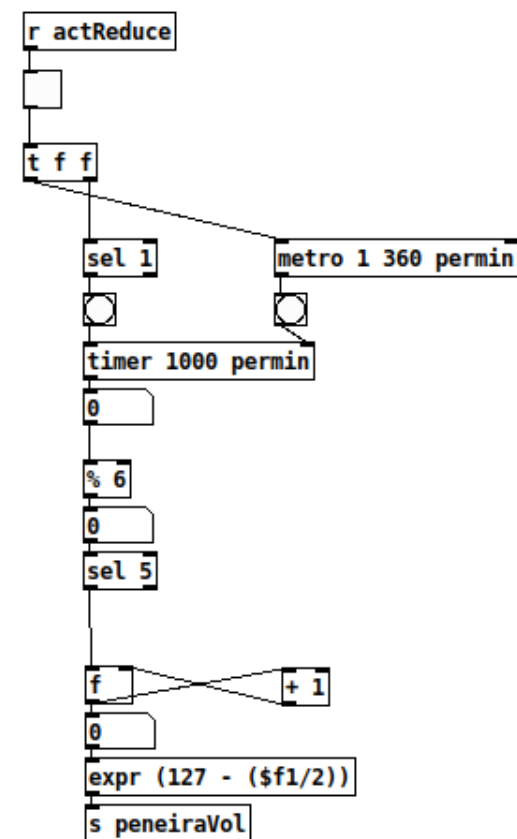 r actReduce
t f f
sel 1
metro 1 360 permin
timer 1000 permin
0
% 6
0
sel 5
f
+ 1
0
expr (127 - ($f1/2))
s peneiraVol